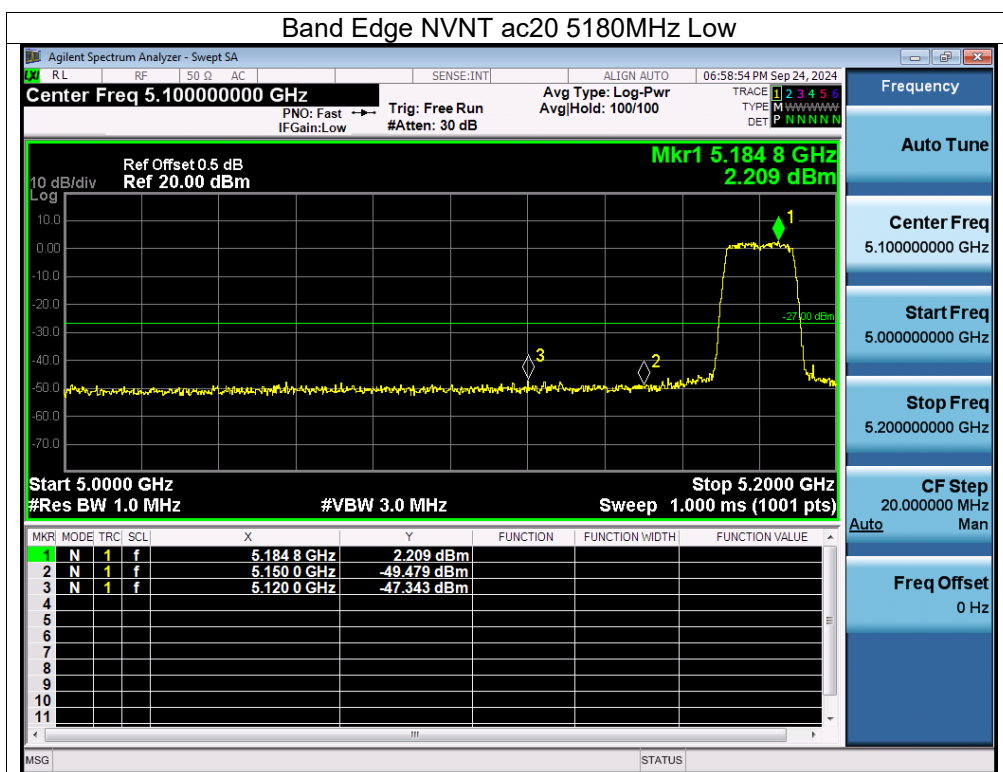 Band Edge NVNT ac20 5180MHz Low
Agilent Spectrum Analyzer - Swept SA
LXI RL RF 50 Ω AC SENSE:INT ALIGN AUTO 06:58:54 PM Sep 24, 2024
Center Freq 5.100000000 GHz
PNO: Fast
IFGain:Low
Trig: Free Run
#Atten: 30 dB
Avg Type: Log-Pwr
Avg|Hold: 100/100
TRACE 1 2 3 4 5 6
TYPE M WWWWW
DET P N N N N N
Mkr1 5.184 8 GHz
2.209 dBm
Ref Offset 0.5 dB
10 dB/div Ref 20.00 dBm
Log
10.0
0.00
-10.0
-20.0
-30.0
-40.0
-50.0
-60.0
-70.0
1
-27.00 dBm
3
2
Start 5.0000 GHz Stop 5.2000 GHz
#Res BW 1.0 MHz #VBW 3.0 MHz Sweep 1.000 ms (1001 pts)
MKR MODE TRC SCL X Y FUNCTION FUNCTION WIDTH FUNCTION VALUE
1 N 1 f 5.184 8 GHz 2.209 dBm
2 N 1 f 5.150 0 GHz -49.479 dBm
3 N 1 f 5.120 0 GHz -47.343 dBm
4
5
6
7
8
9
10
11
MSG STATUS
Frequency
Auto Tune
Center Freq
5.100000000 GHz
Start Freq
5.000000000 GHz
Stop Freq
5.200000000 GHz
CF Step
20.000000 MHz
Auto Man
Freq Offset
0 Hz